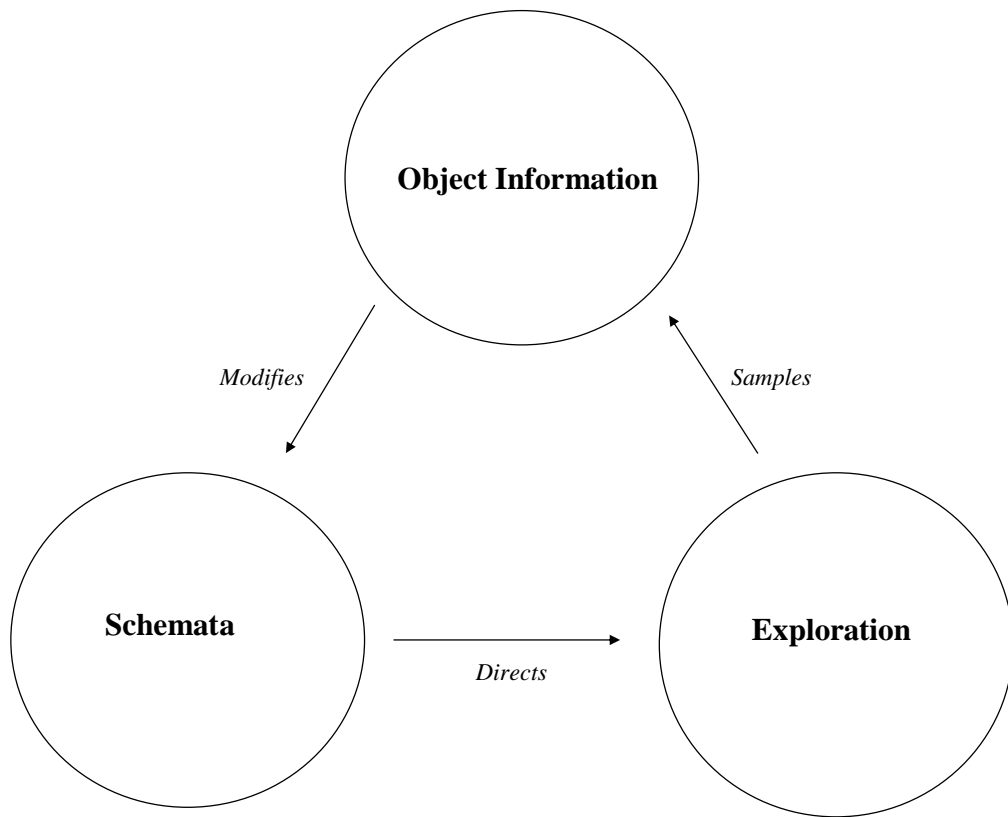 Object Information
Modifies
Samples
Schemata
Exploration
Directs